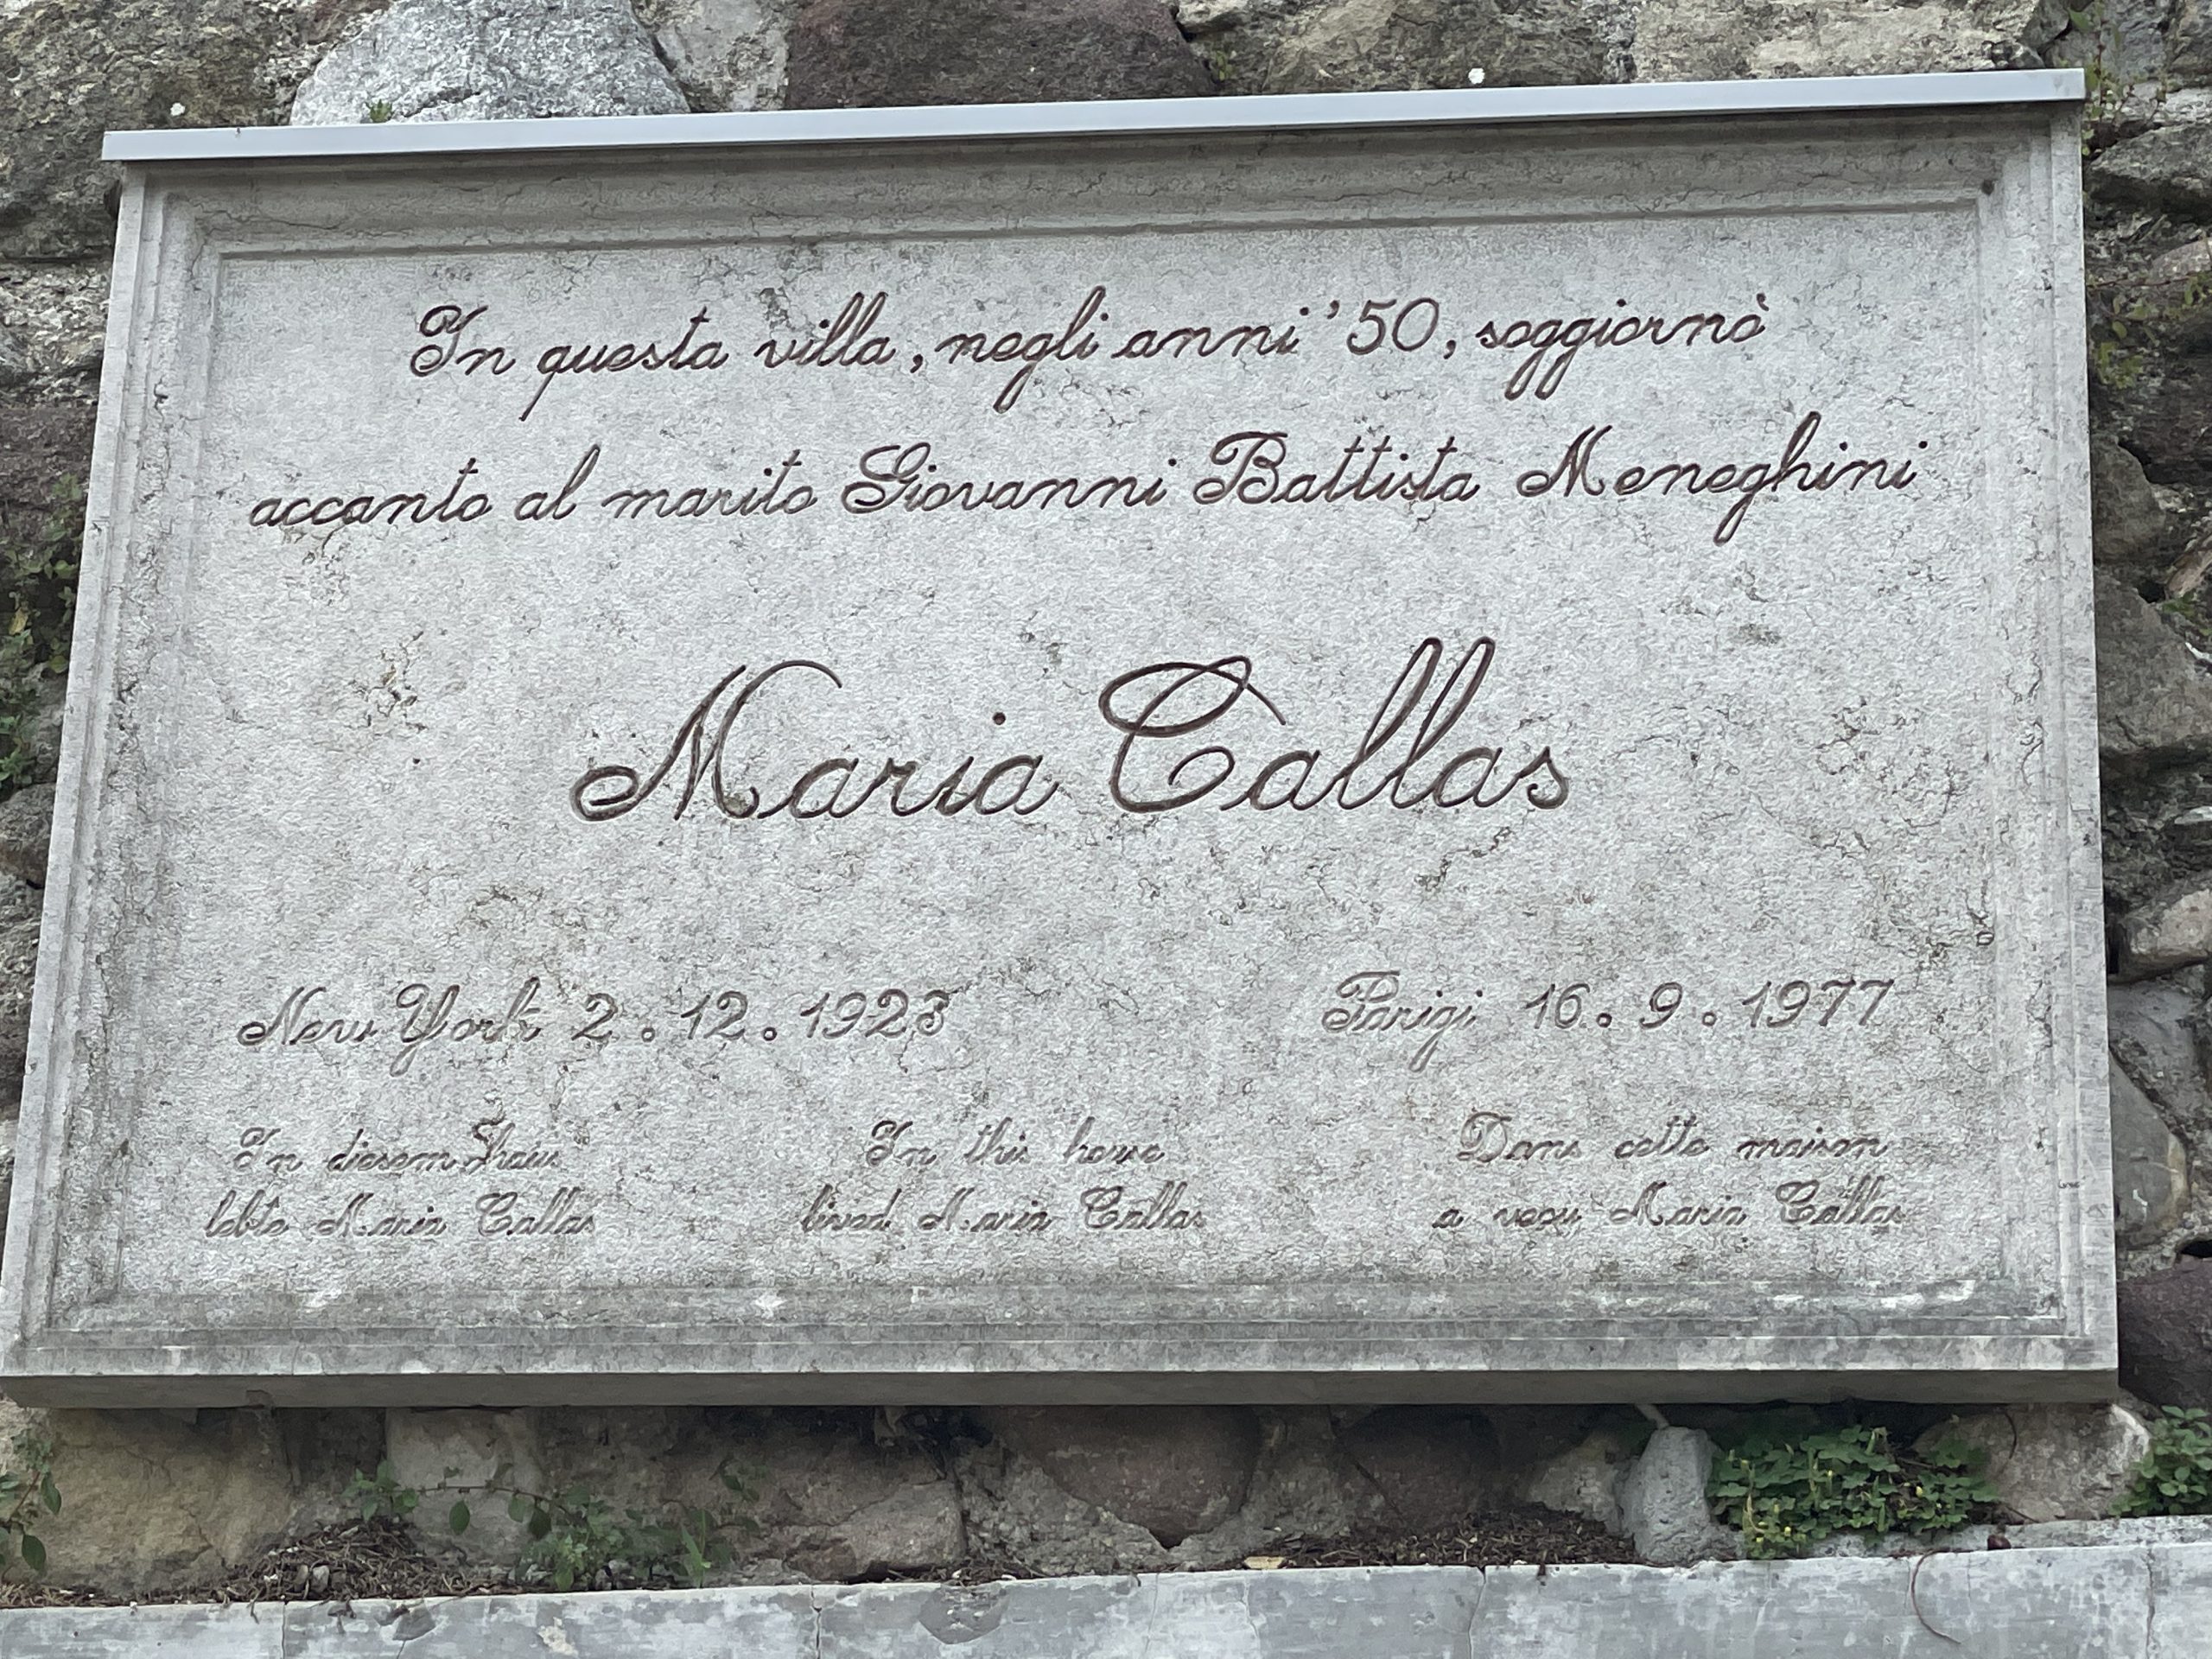 In questa villa, negli anni '50, soggiornò
accanto al marito Giovanni Battista Meneghini
Maria Callas
New York 2.12.1923
Parigi 16.9.1977
In diesem Haus
lebte Maria Callas
In this house
lived Maria Callas
Dans cette maison
a vecu Maria Callas